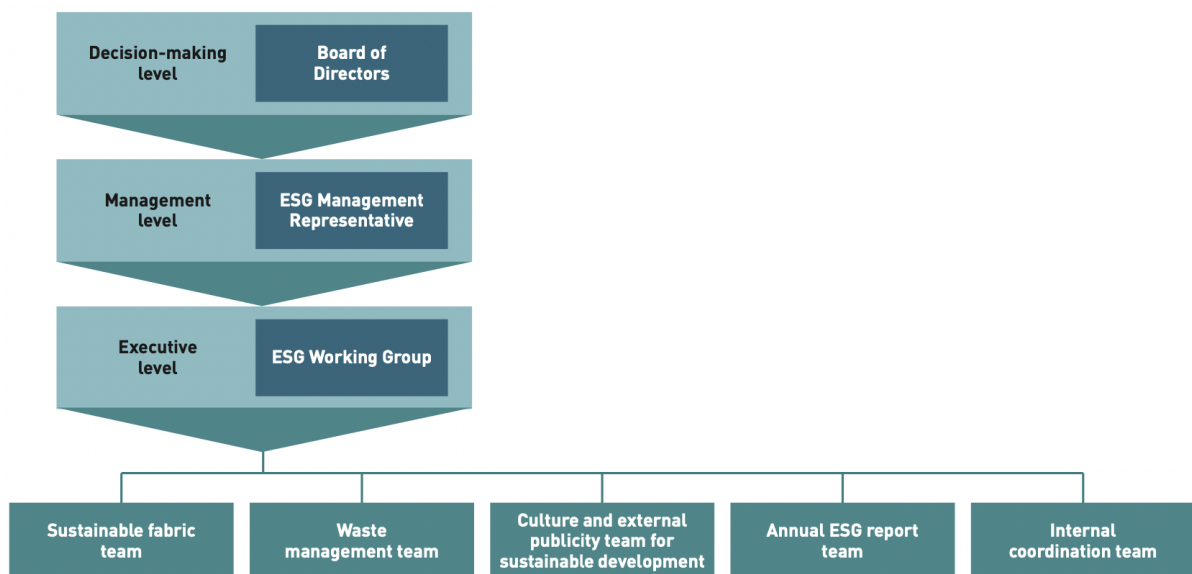 Decision-making
level
Board of
Directors
Management
level
ESG Management
Representative
Executive
level
ESG Working Group
Sustainable fabric
team
Waste
management team
Culture and external
publicity team for
sustainable development
Annual ESG report
team
Internal
coordination team